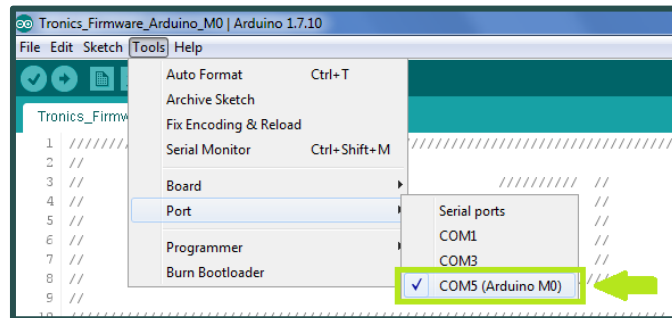 Tronics_Firmware_Arduino_M0 | Arduino 1.7.10
File Edit Sketch Tools Help
Auto Format Ctrl+T
Archive Sketch
Tronics_Firmw
Fix Encoding & Reload
1 ///////
Serial Monitor Ctrl+Shift+M
2 //
3 // Board ////////// //
4 // Port //
Serial ports
5 // //
COM1
6 // Programmer //
7 // COM3
8 // Burn Bootloader
COM5 (Arduino M0)
9 //